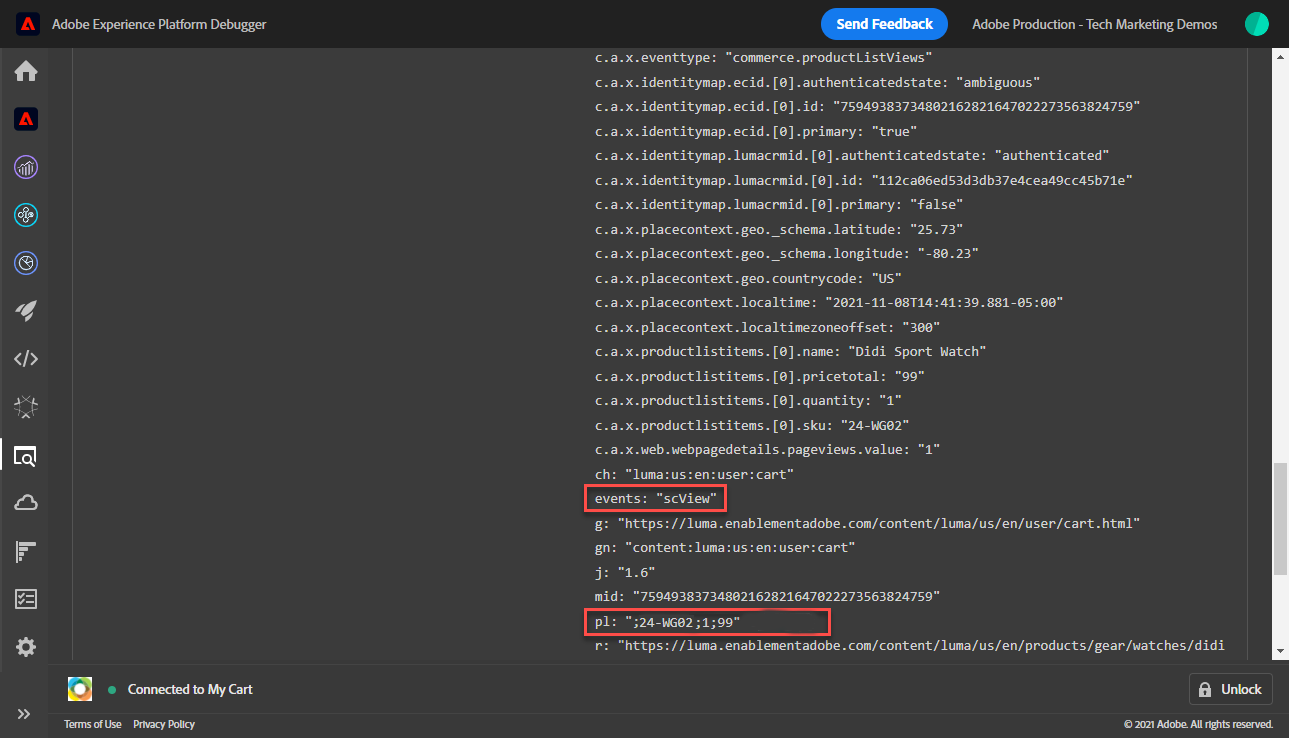 Adobe Experience Platform Debugger
Send Feedback
Adobe Production - Tech Marketing Demos
c.a.x.eventtype: "commerce.productListViews"
c.a.x.identitymap.ecid.[0].authenticatedstate: "ambiguous"
c.a.x.identitymap.ecid.[0].id: "75949383734802162821647022273563824759"
c.a.x.identitymap.ecid.[0].primary: "true"
c.a.x.identitymap.lumacrmid.[0].authenticatedstate: "authenticated"
c.a.x.identitymap.lumacrmid.[0].id: "112ca06ed53d3db37e4cea49cc45b71e"
c.a.x.identitymap.lumacrmid.[0].primary: "false"
c.a.x.placecontext.geo._schema.latitude: "25.73"
c.a.x.placecontext.geo._schema.longitude: "-80.23"
c.a.x.placecontext.geo.countrycode: "US"
c.a.x.placecontext.localtime: "2021-11-08T14:41:39.881-05:00"
c.a.x.placecontext.localtimezoneoffset: "300"
c.a.x.productlistitems.[0].name: "Didi Sport Watch"
c.a.x.productlistitems.[0].pricetotal: "99"
c.a.x.productlistitems.[0].quantity: "1"
c.a.x.productlistitems.[0].sku: "24-WG02"
c.a.x.web.webpagedetails.pageviews.value: "1"
ch: "luma:us:en:user:cart"
events: "scView"
g: "https://luma.enablementadobe.com/content/luma/us/en/user/cart.html"
gn: "content:luma:us:en:user:cart"
j: "1.6"
mid: "75949383734802162821647022273563824759"
pl: ";24-WG02;1;99"
r: "https://luma.enablementadobe.com/content/luma/us/en/products/gear/watches/didi
Connected to My Cart
Unlock
Terms of Use
Privacy Policy
© 2021 Adobe. All rights reserved.